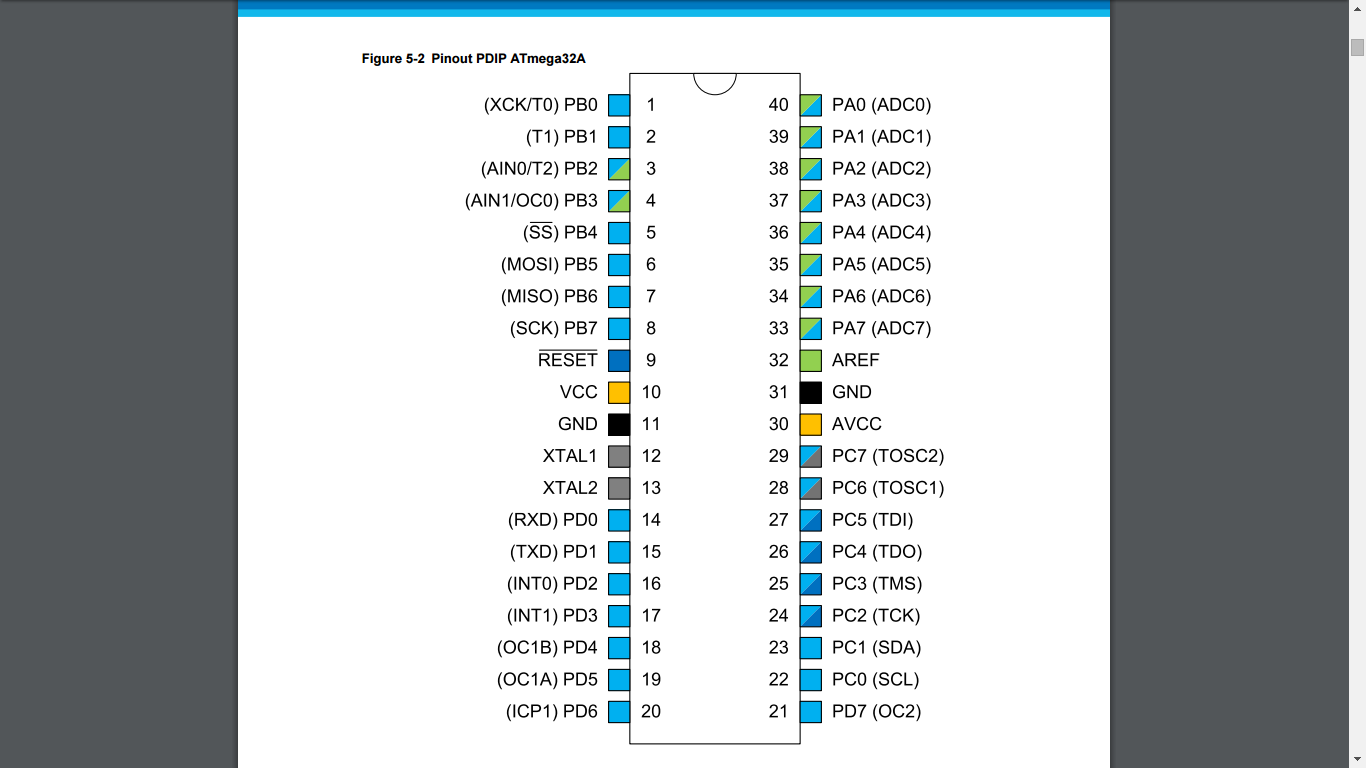 Figure 5-2 Pinout PDIP ATmega32A
(XCK/T0) PB0 1 40 PA0 (ADC0)
(T1) PB1 2 39 PA1 (ADC1)
(AIN0/T2) PB2 3 38 PA2 (ADC2)
(AIN1/OC0) PB3 4 37 PA3 (ADC3)
(SS) PB4 5 36 PA4 (ADC4)
(MOSI) PB5 6 35 PA5 (ADC5)
(MISO) PB6 7 34 PA6 (ADC6)
(SCK) PB7 8 33 PA7 (ADC7)
RESET 9 32 AREF
VCC 10 31 GND
GND 11 30 AVCC
XTAL1 12 29 PC7 (TOSC2)
XTAL2 13 28 PC6 (TOSC1)
(RXD) PD0 14 27 PC5 (TDI)
(TXD) PD1 15 26 PC4 (TDO)
(INT0) PD2 16 25 PC3 (TMS)
(INT1) PD3 17 24 PC2 (TCK)
(OC1B) PD4 18 23 PC1 (SDA)
(OC1A) PD5 19 22 PC0 (SCL)
(ICP1) PD6 20 21 PD7 (OC2)